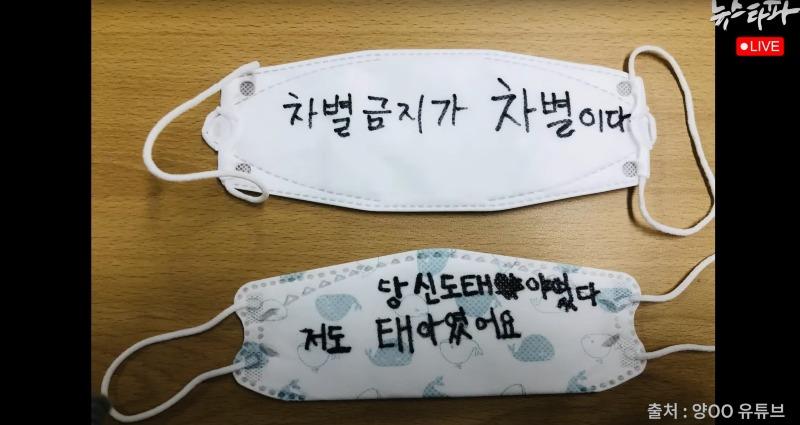 뉴스타파
LIVE
차별금지가 차별이다
당신도태아였다
저도 태아였어요
출처 : 양OO 유튜브